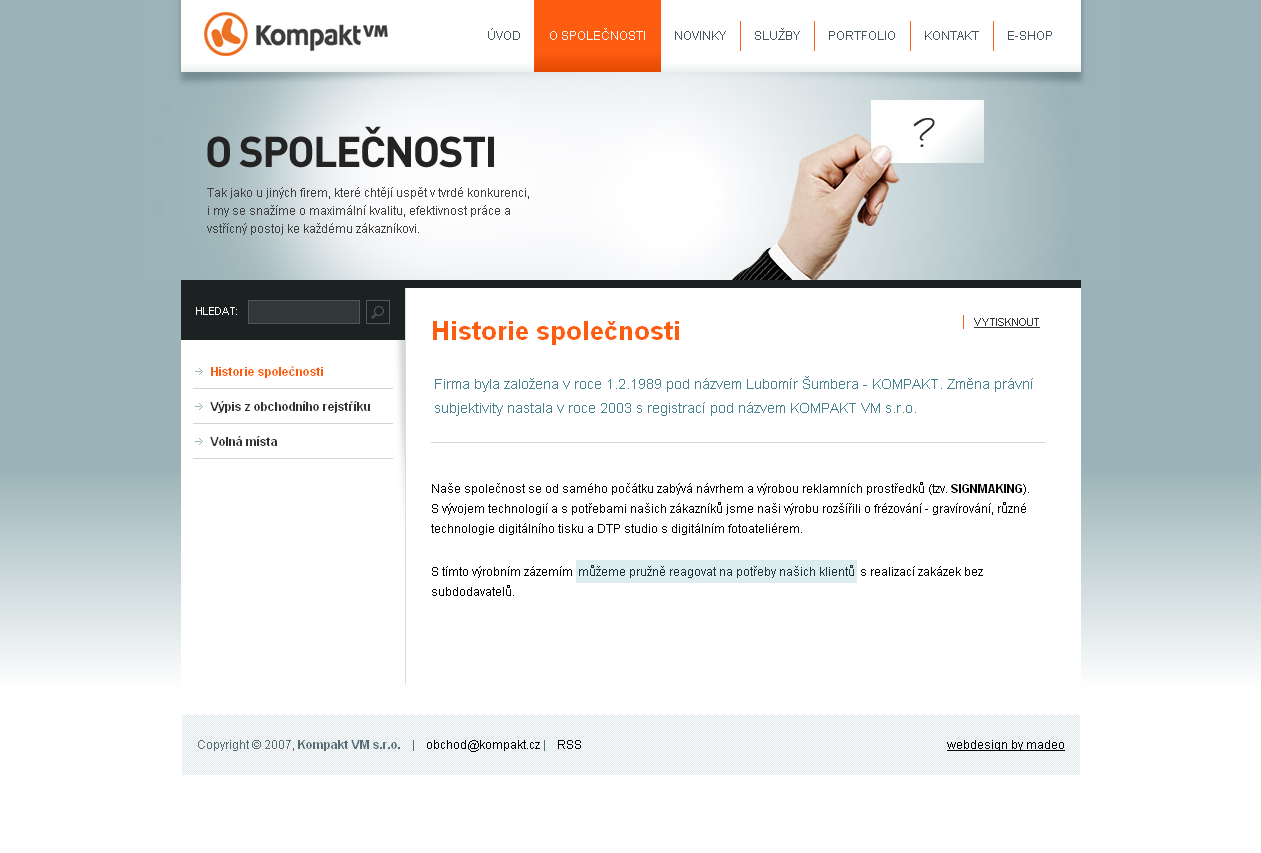 Kompakt VM
ÚVOD
O SPOLEČNOSTI
NOVINKY
SLUŽBY
PORTFOLIO
KONTAKT
E-SHOP
O SPOLEČNOSTI
Tak jako u jiných firem, které chtějí uspět v tvrdé konkurenci,
i my se snažíme o maximální kvalitu, efektivnost práce a
vstřícný postoj ke každému zákazníkovi.
?
HLEDAT:
Historie společnosti
Výpis z obchodního rejstříku
Volná místa
Historie společnosti
VYTISKNOUT
Firma byla založena v roce 1.2.1989 pod názvem Lubomír Šumbera - KOMPAKT. Změna právní
subjektivity nastala v roce 2003 s registrací pod názvem KOMPAKT VM s.r.o.
Naše společnost se od samého počátku zabývá návrhem a výrobou reklamních prostředků (tzv. SIGNMAKING).
S vývojem technologií a s potřebami našich zákazníků jsme naši výrobu rozšířili o frézování - gravírování, různé
technologie digitálního tisku a DTP studio s digitálním fotoateliérem.
S tímto výrobním zázemím můžeme pružně reagovat na potřeby našich klientů s realizací zakázek bez
subdodavatelů.
Copyright © 2007, Kompakt VM s.r.o. | obchod@kompakt.cz | RSS
webdesign by madeo